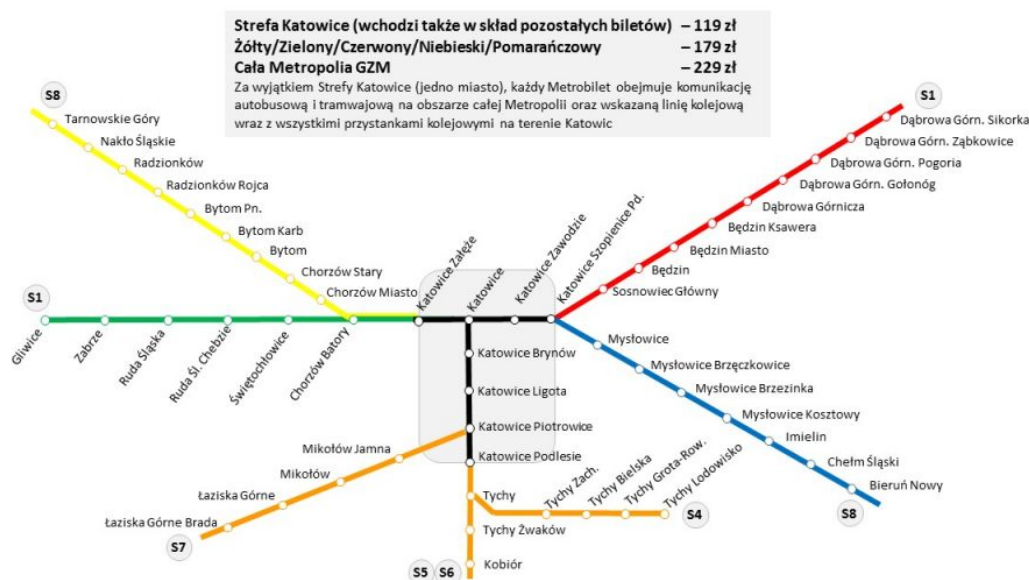 Strefa Katowice (wchodzi także w skład pozostałych biletów) – 119 zł
Żółty/Zielony/Czerwony/Niebieski/Pomarańczowy – 179 zł
Cała Metropolia GZM – 229 zł
Za wyjątkiem Strefy Katowice (jedno miasto), każdy Metrobilet obejmuje komunikację
autobusową i tramwajową na obszarze całej Metropolii oraz wskazaną linię kolejową
wraz z wszystkimi przystankami kolejowymi na terenie Katowic
S8
Tarnowskie Góry
Nakło Śląskie
Radzionków
Radzionków Rojca
Bytom Pn.
Bytom Karb
Bytom
Chorzów Stary
Chorzów Miasto
S1
Dąbrowa Górn. Sikorka
Dąbrowa Górn. Ząbkowice
Dąbrowa Górn. Pogoria
Dąbrowa Górn. Gołonóg
Dąbrowa Górnicza
Będzin Ksawera
Będzin Miasto
Będzin
Sosnowiec Główny
S1
Gliwice
Zabrze
Ruda Śląska
Ruda Śl. Chebzie
Świętochłowice
Chorzów Batory
Katowice Załęże
Katowice
Katowice Zawodzie
Katowice Szopienice Pd.
Katowice Brynów
Katowice Ligota
Katowice Piotrowice
Katowice Podlesie
Mysłowice
Mysłowice Brzęczkowice
Mysłowice Brzezinka
Mysłowice Kosztowy
Imielin
Chełm Śląski
Bieruń Nowy
S8
Mikołów Jamna
Mikołów
Łaziska Górne
Łaziska Górne Brada
S7
Tychy
Tychy Zach.
Tychy Bielska
Tychy Grota-Row.
Tychy Lodowisko
S4
Tychy Żwaków
Kobiór
S5 S6